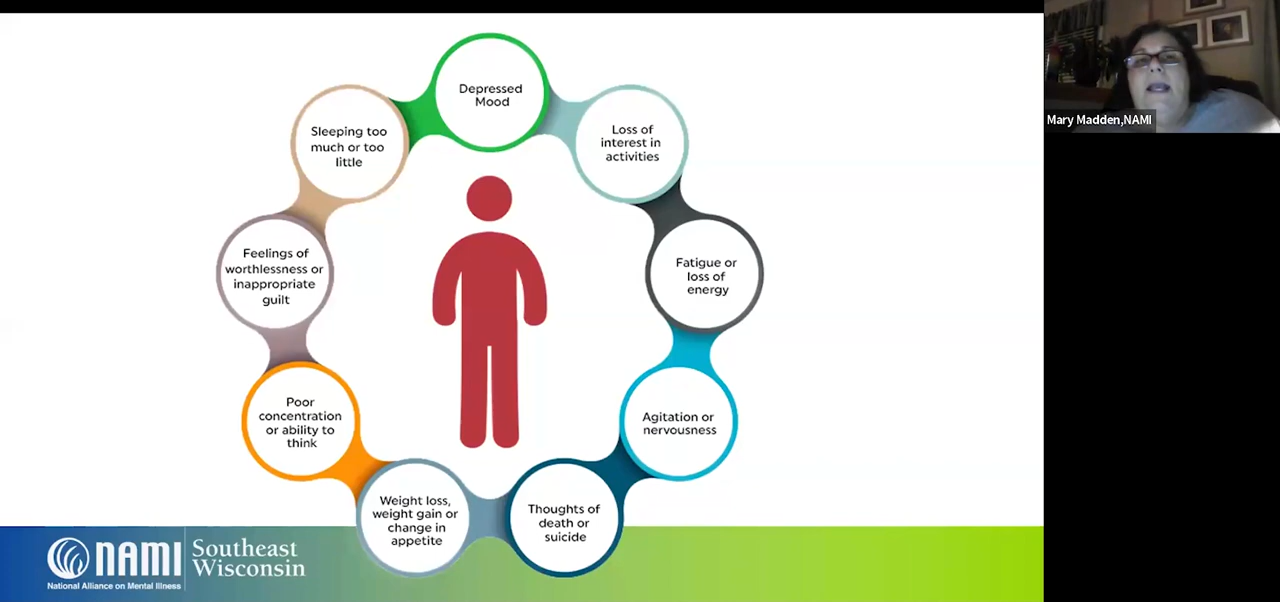 Depressed
Mood
Loss of
interest in
activities
Fatigue or
loss of
energy
Agitation or
nervousness
Thoughts of
death or
suicide
Weight loss,
weight gain or
change in
appetite
Poor
concentration
or ability to
think
Feelings of
worthlessness or
inappropriate
guilt
Sleeping too
much or too
little
NAMI
National Alliance on Mental Illness
Southeast
Wisconsin
Mary Madden,NAMI